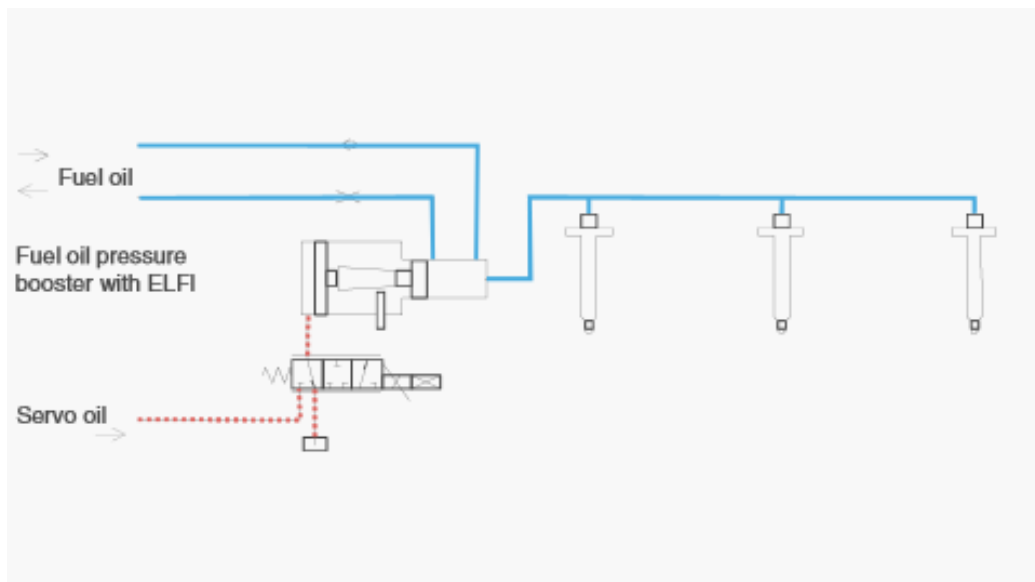 Fuel oil
Fuel oil pressure
booster with ELFI
Servo oil